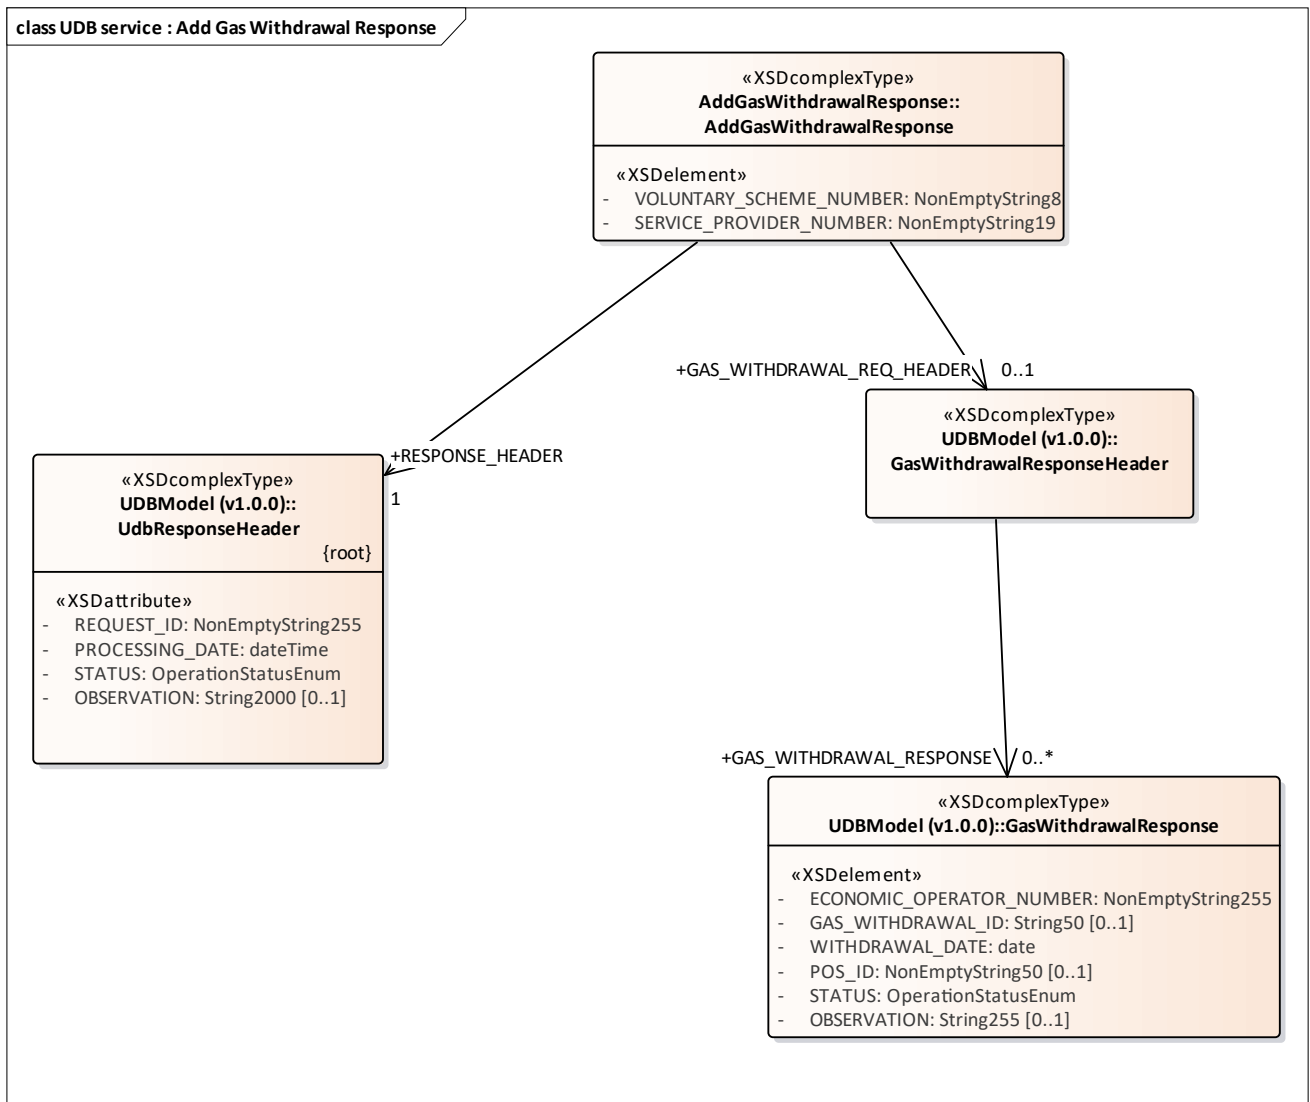 class UDB service : Add Gas Withdrawal Response
«XSDcomplexType»
AddGasWithdrawalResponse::
AddGasWithdrawalResponse
«XSDelement»
- VOLUNTARY_SCHEME_NUMBER: NonEmptyString8
- SERVICE_PROVIDER_NUMBER: NonEmptyString19
+GAS_WITHDRAWAL_REQ_HEADER 0..1
«XSDcomplexType»
UDBModel (v1.0.0)::
GasWithdrawalResponseHeader
+RESPONSE_HEADER
1
«XSDcomplexType»
UDBModel (v1.0.0)::
UdbResponseHeader
{root}
«XSDattribute»
- REQUEST_ID: NonEmptyString255
- PROCESSING_DATE: dateTime
- STATUS: OperationStatusEnum
- OBSERVATION: String2000 [0..1]
+GAS_WITHDRAWAL_RESPONSE 0..*
«XSDcomplexType»
UDBModel (v1.0.0)::GasWithdrawalResponse
«XSDelement»
- ECONOMIC_OPERATOR_NUMBER: NonEmptyString255
- GAS_WITHDRAWAL_ID: String50 [0..1]
- WITHDRAWAL_DATE: date
- POS_ID: NonEmptyString50 [0..1]
- STATUS: OperationStatusEnum
- OBSERVATION: String255 [0..1]